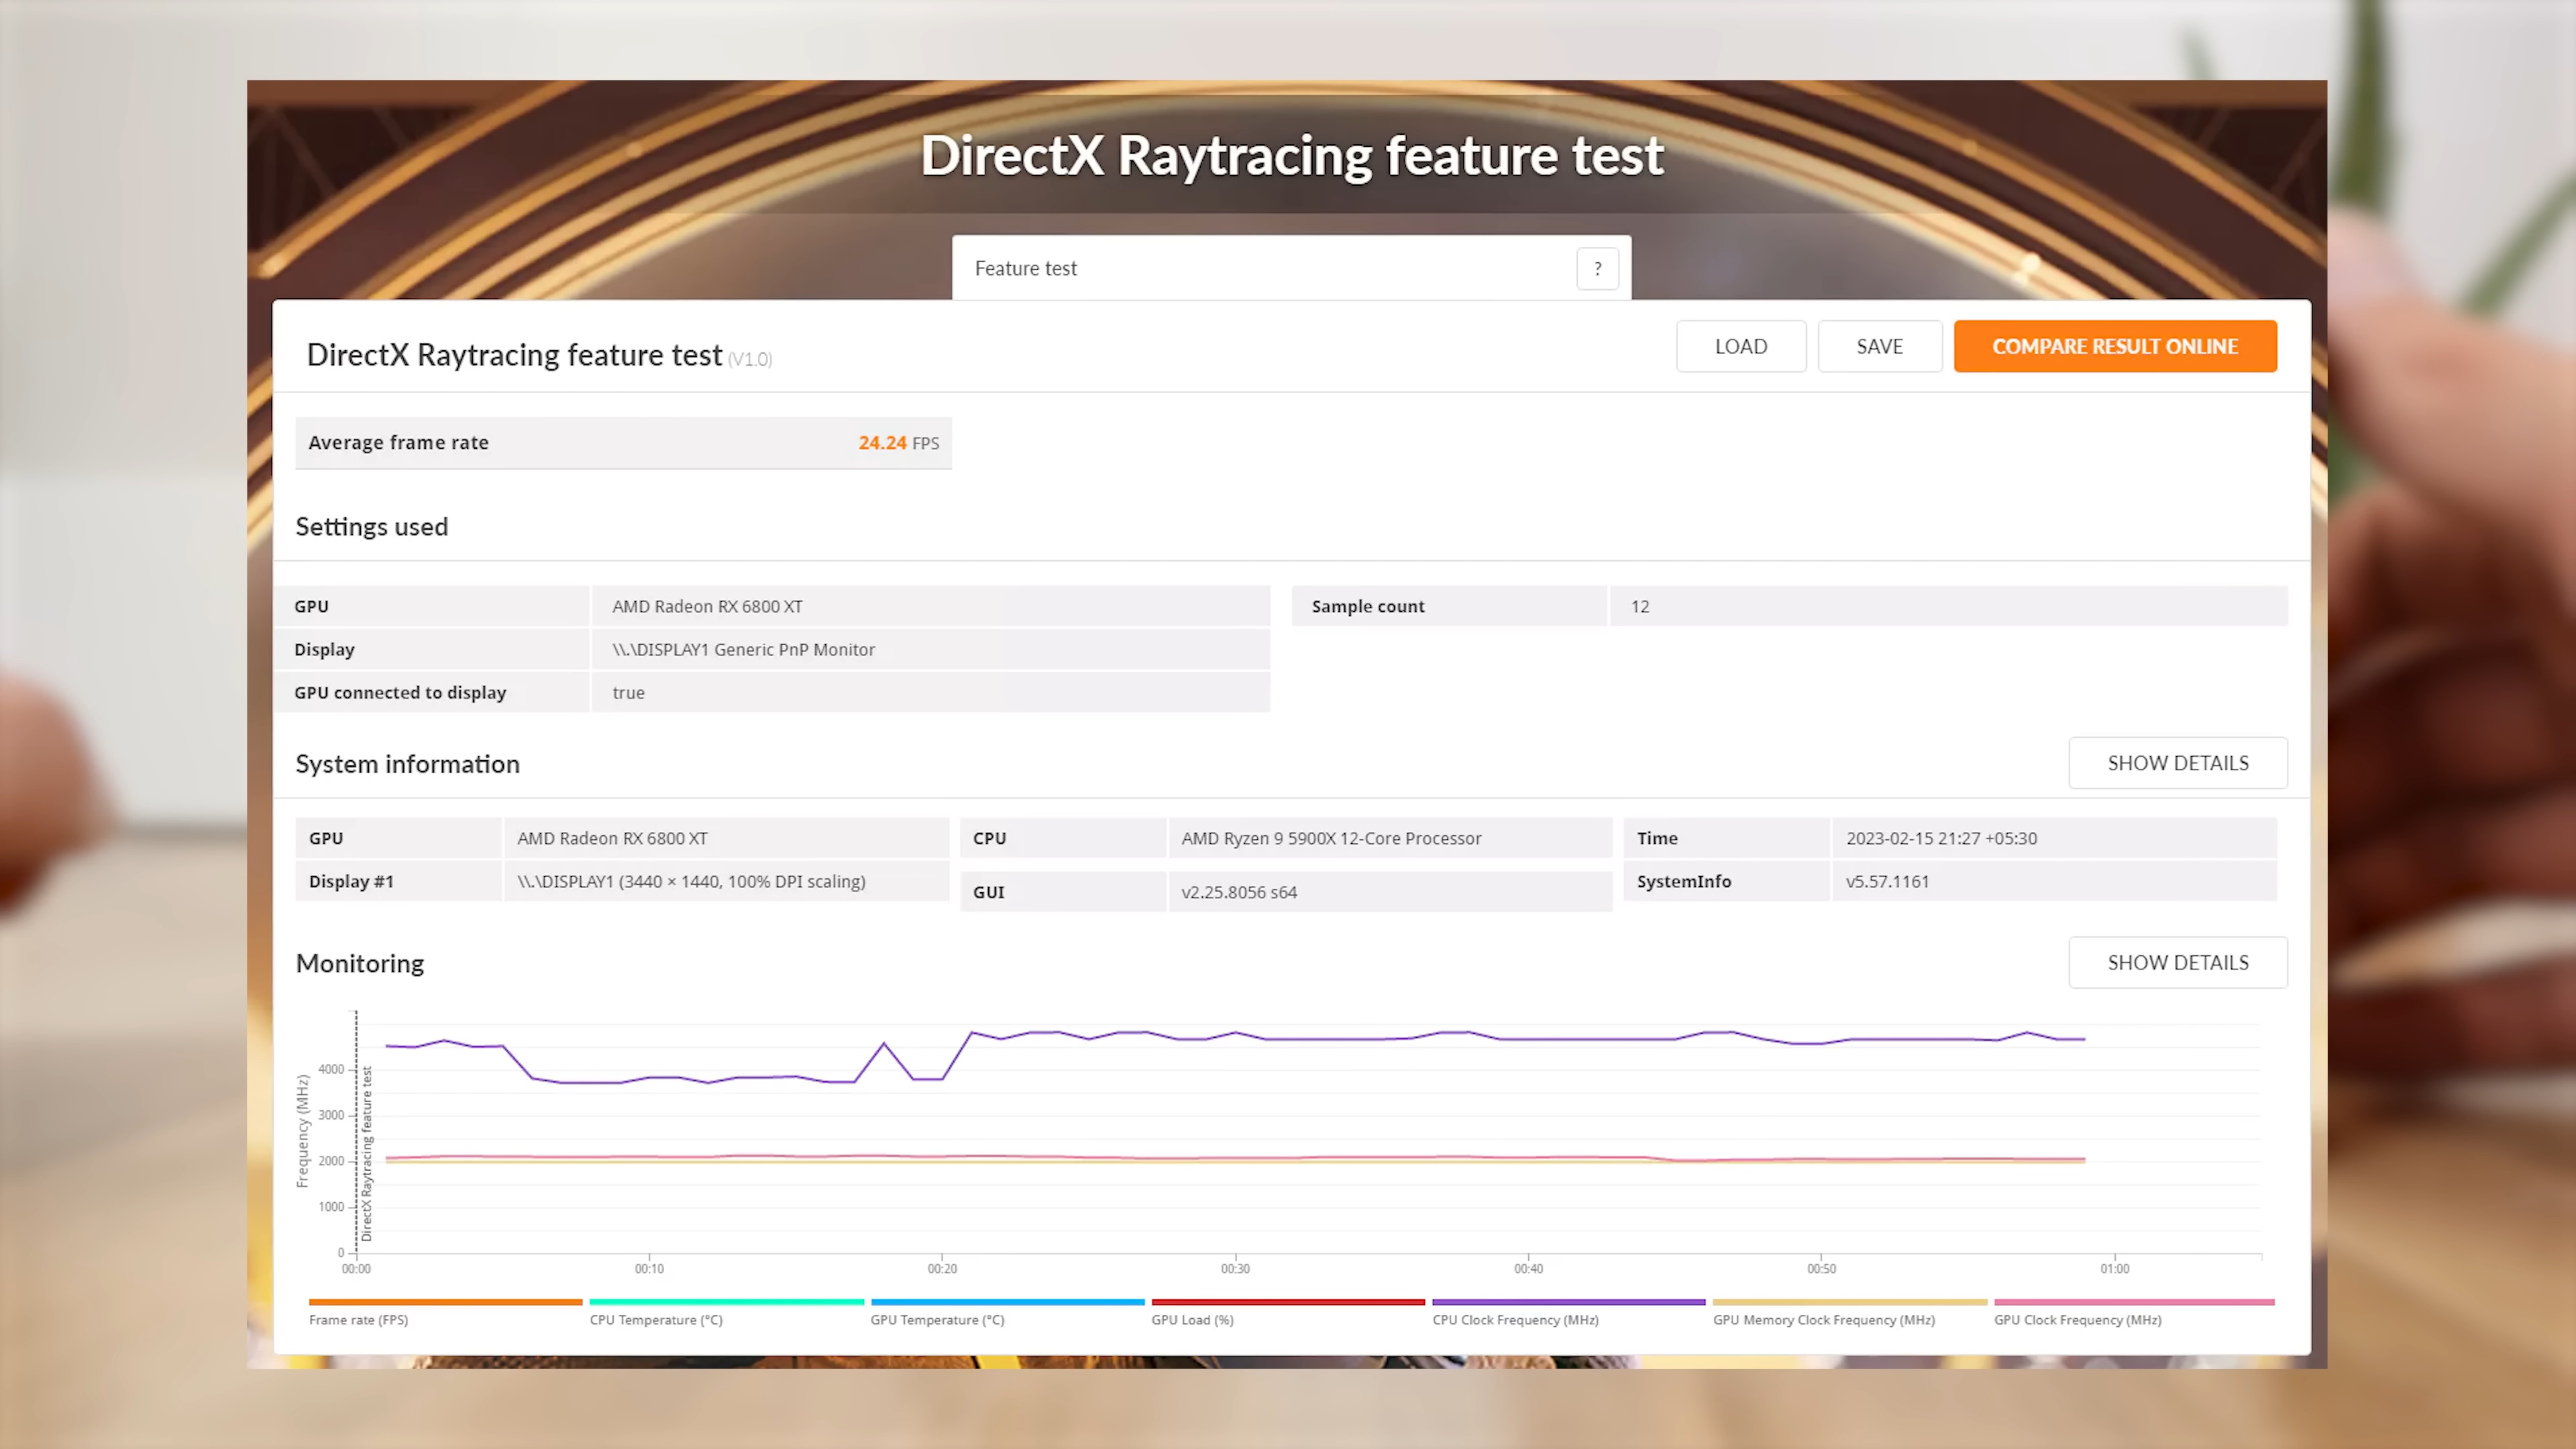 DirectX Raytracing feature test
Feature test
?
DirectX Raytracing feature test (V1.0)
LOAD
SAVE
COMPARE RESULT ONLINE
Average frame rate
24.24 FPS
Settings used
GPU
AMD Radeon RX 6800 XT
Sample count
12
Display
\\.\DISPLAY1 Generic PnP Monitor
GPU connected to display
true
System information
SHOW DETAILS
GPU
AMD Radeon RX 6800 XT
CPU
AMD Ryzen 9 5900X 12-Core Processor
Time
2023-02-15 21:27 +05:30
Display #1
\\.\DISPLAY1 (3440 × 1440, 100% DPI scaling)
GUI
v2.25.8056 s64
SystemInfo
v5.57.1161
Monitoring
SHOW DETAILS
Frequency (MHz)
4000
3000
2000
1000
0
DirectX Raytracing feature test
00:00
00:10
00:20
00:30
00:40
00:50
01:00
Frame rate (FPS)
CPU Temperature (°C)
GPU Temperature (°C)
GPU Load (%)
CPU Clock Frequency (MHz)
GPU Memory Clock Frequency (MHz)
GPU Clock Frequency (MHz)